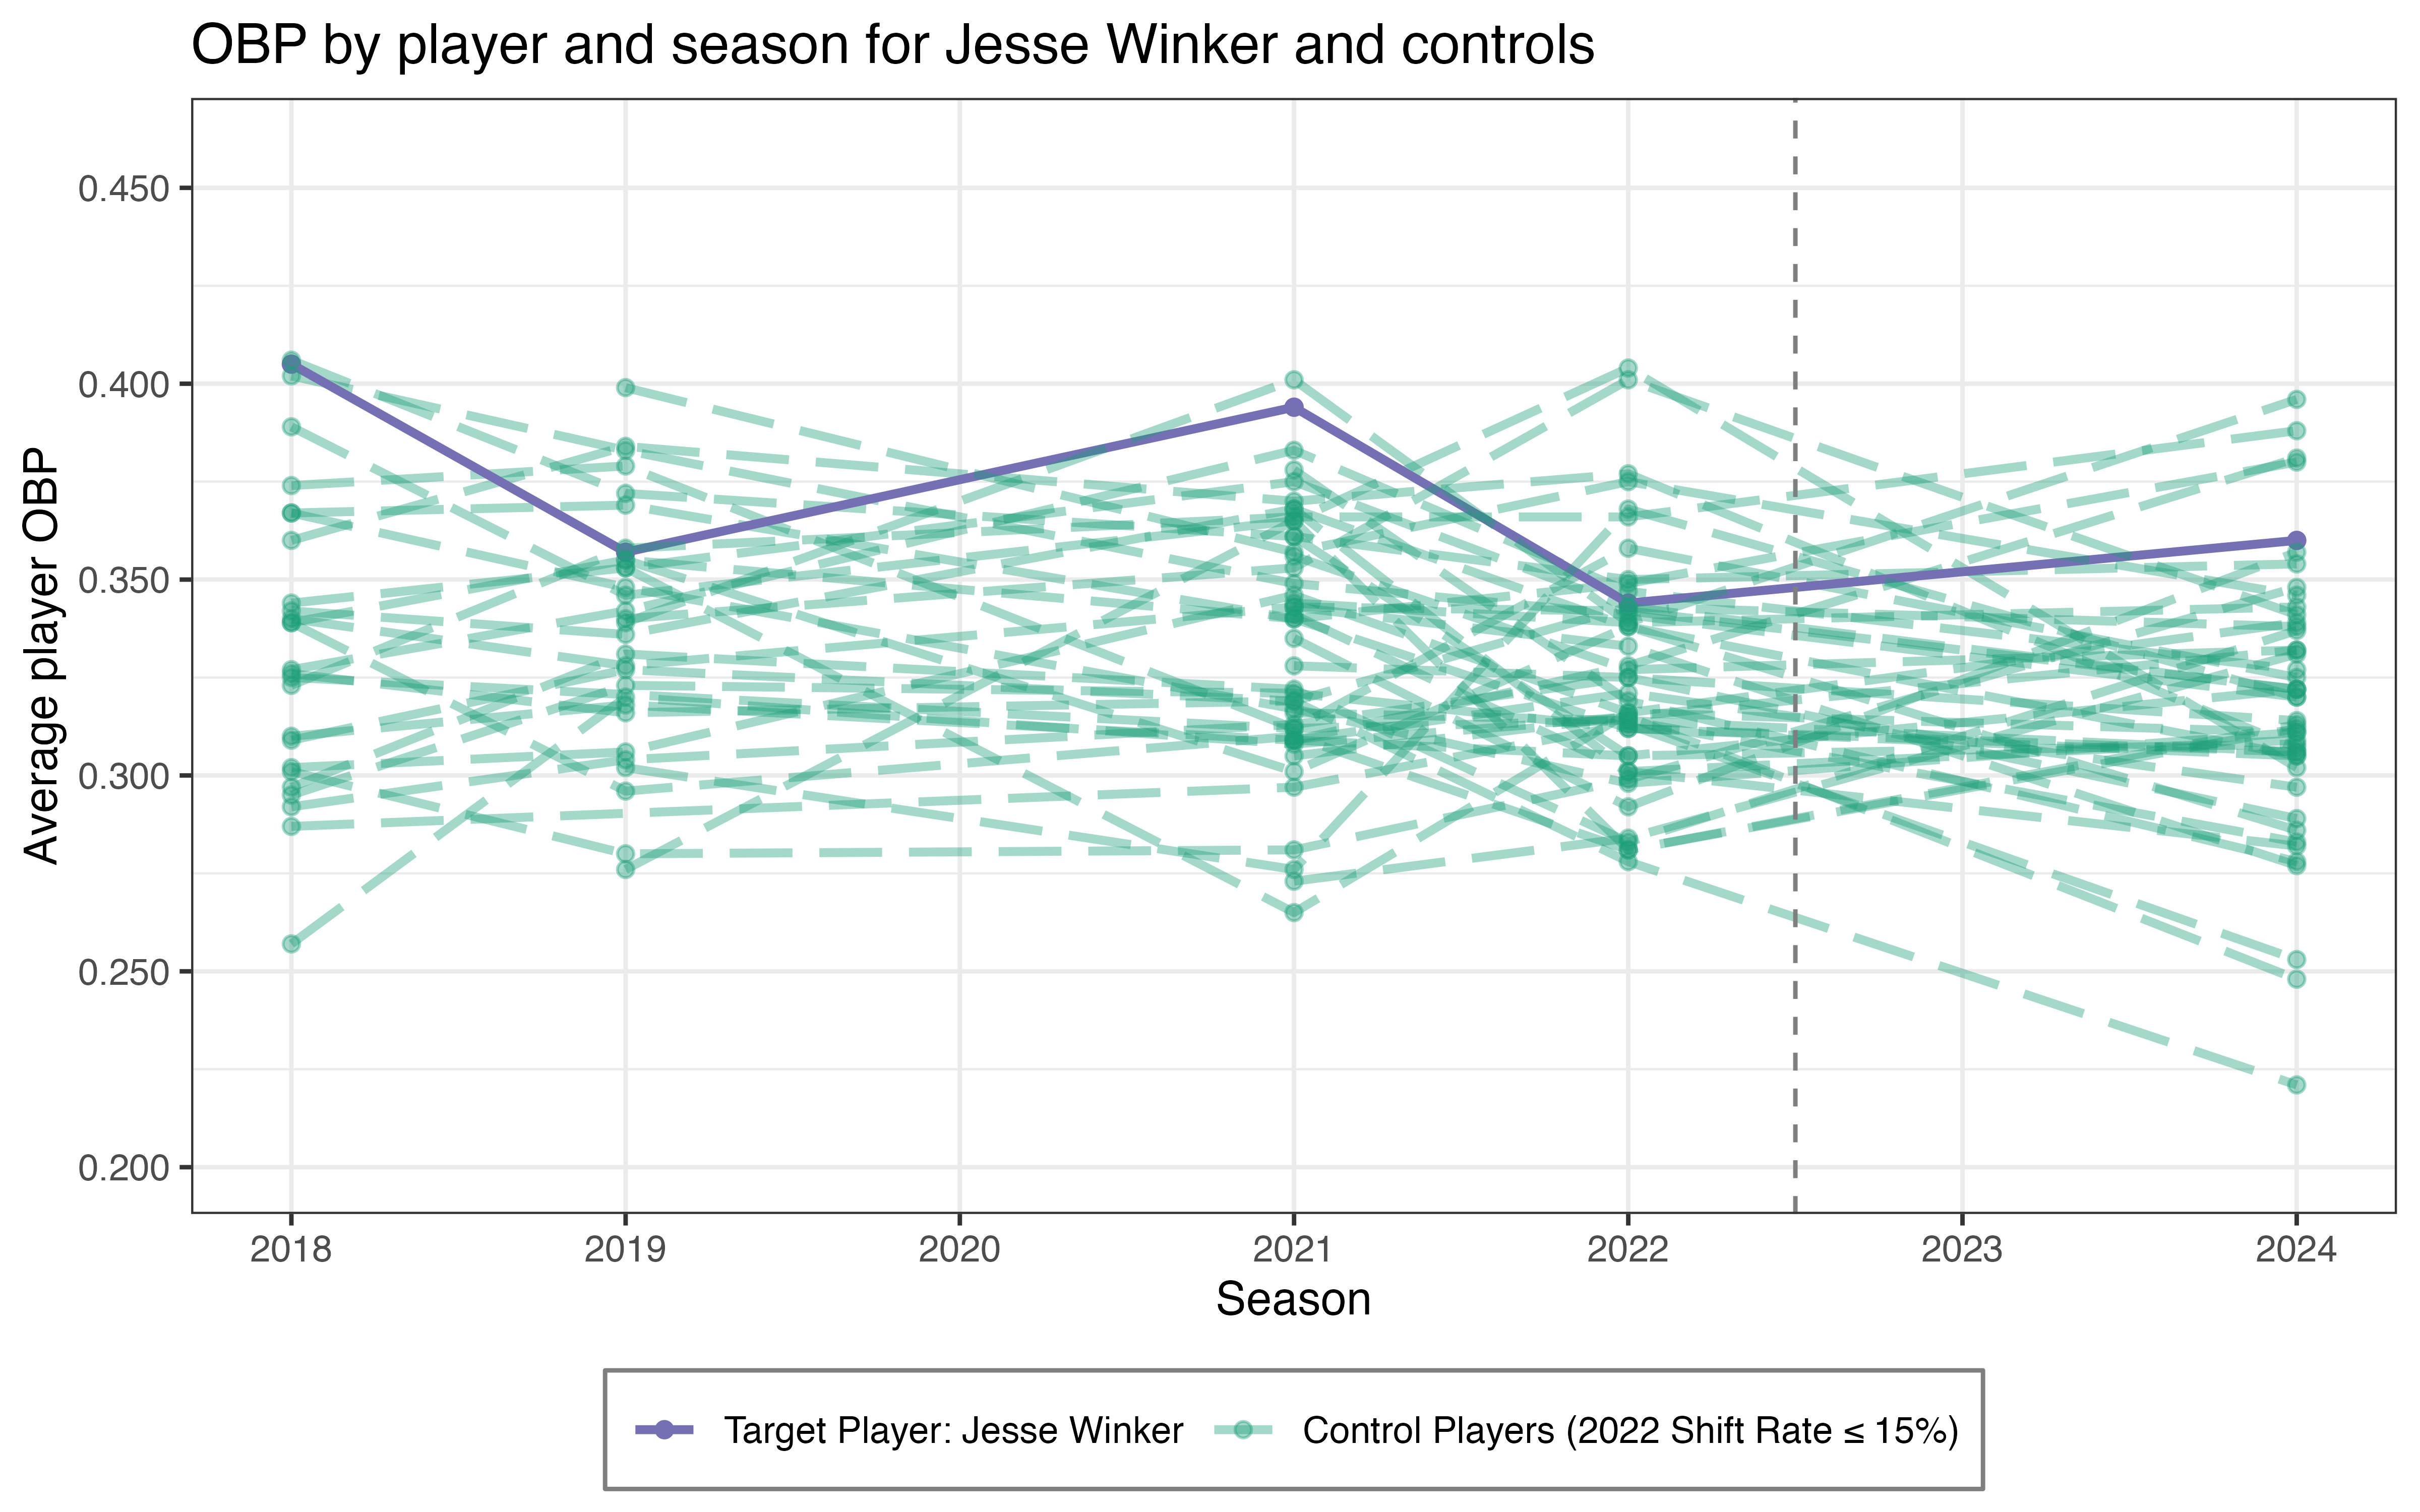 OBP by player and season for Jesse Winker and controls
Average player OBP
0.450
0.400
0.350
0.300
0.250
0.200
2018 2019 2020 2021 2022 2023 2024
Season
Target Player: Jesse Winker Control Players (2022 Shift Rate ≤ 15%)